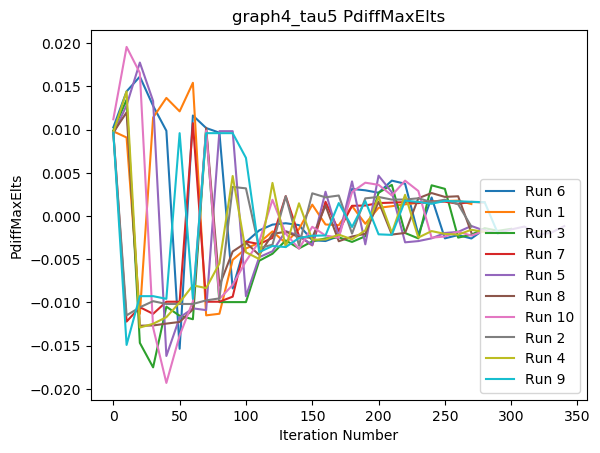 graph4_tau5 PdiffMaxElts
0.020
0.015
0.010
0.005
0.000
−0.005
−0.010
−0.015
−0.020
PdiffMaxElts
Run 6
Run 1
Run 3
Run 7
Run 5
Run 8
Run 10
Run 2
Run 4
Run 9
0 50 100 150 200 250 300 350
Iteration Number